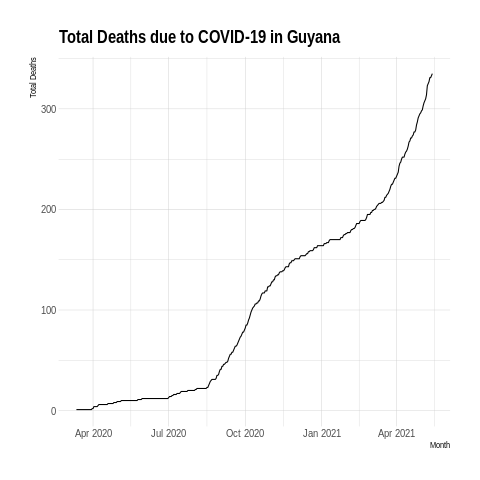 Total Deaths due to COVID-19 in Guyana
Total Deaths
300
200
100
0
Apr 2020 Jul 2020 Oct 2020 Jan 2021 Apr 2021
Month